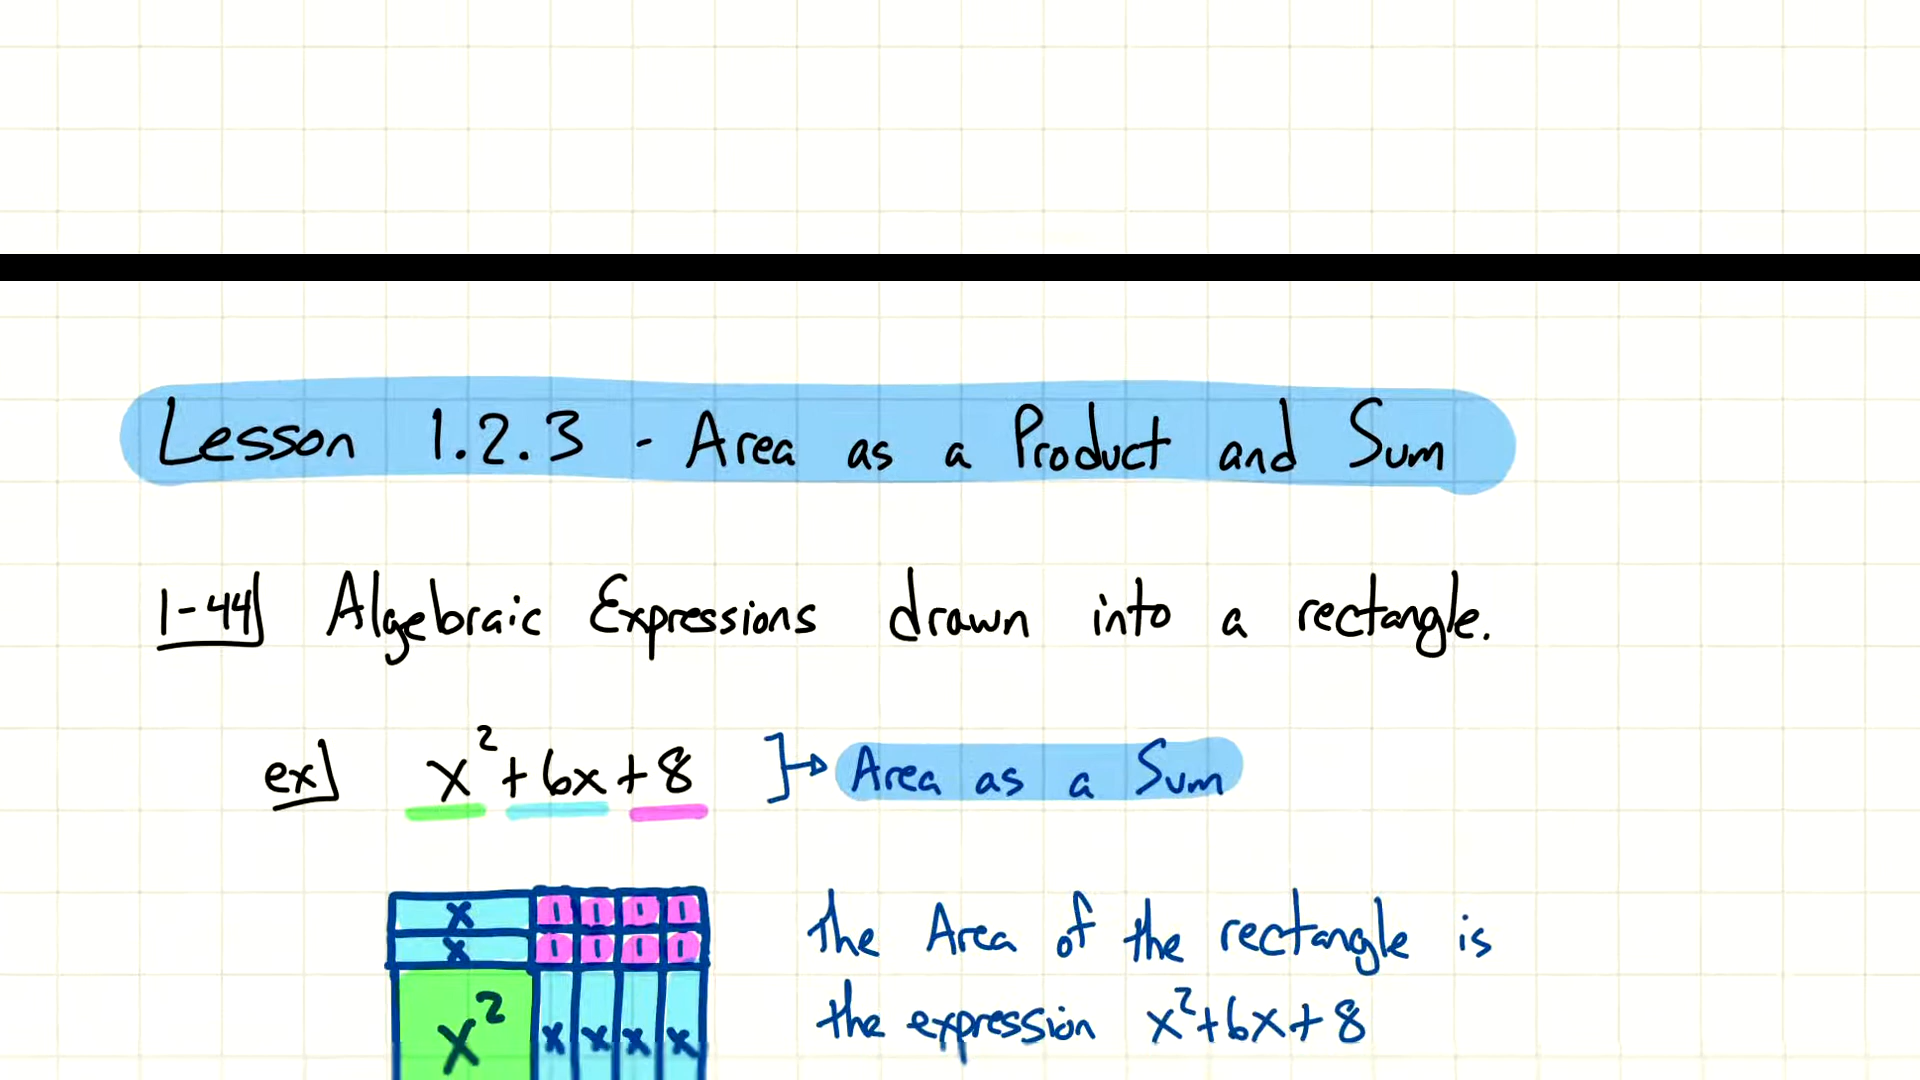 Lesson 1.2.3 - Area as a Product and Sum
1-44 Algebraic Expressions drawn into a rectangle.
ex] x²+6x+8 Area as a Sum
x 1 1 1 1
x 1 1 1 1
x² x x x x
the Area of the rectangle is
the expression x²+6x+8